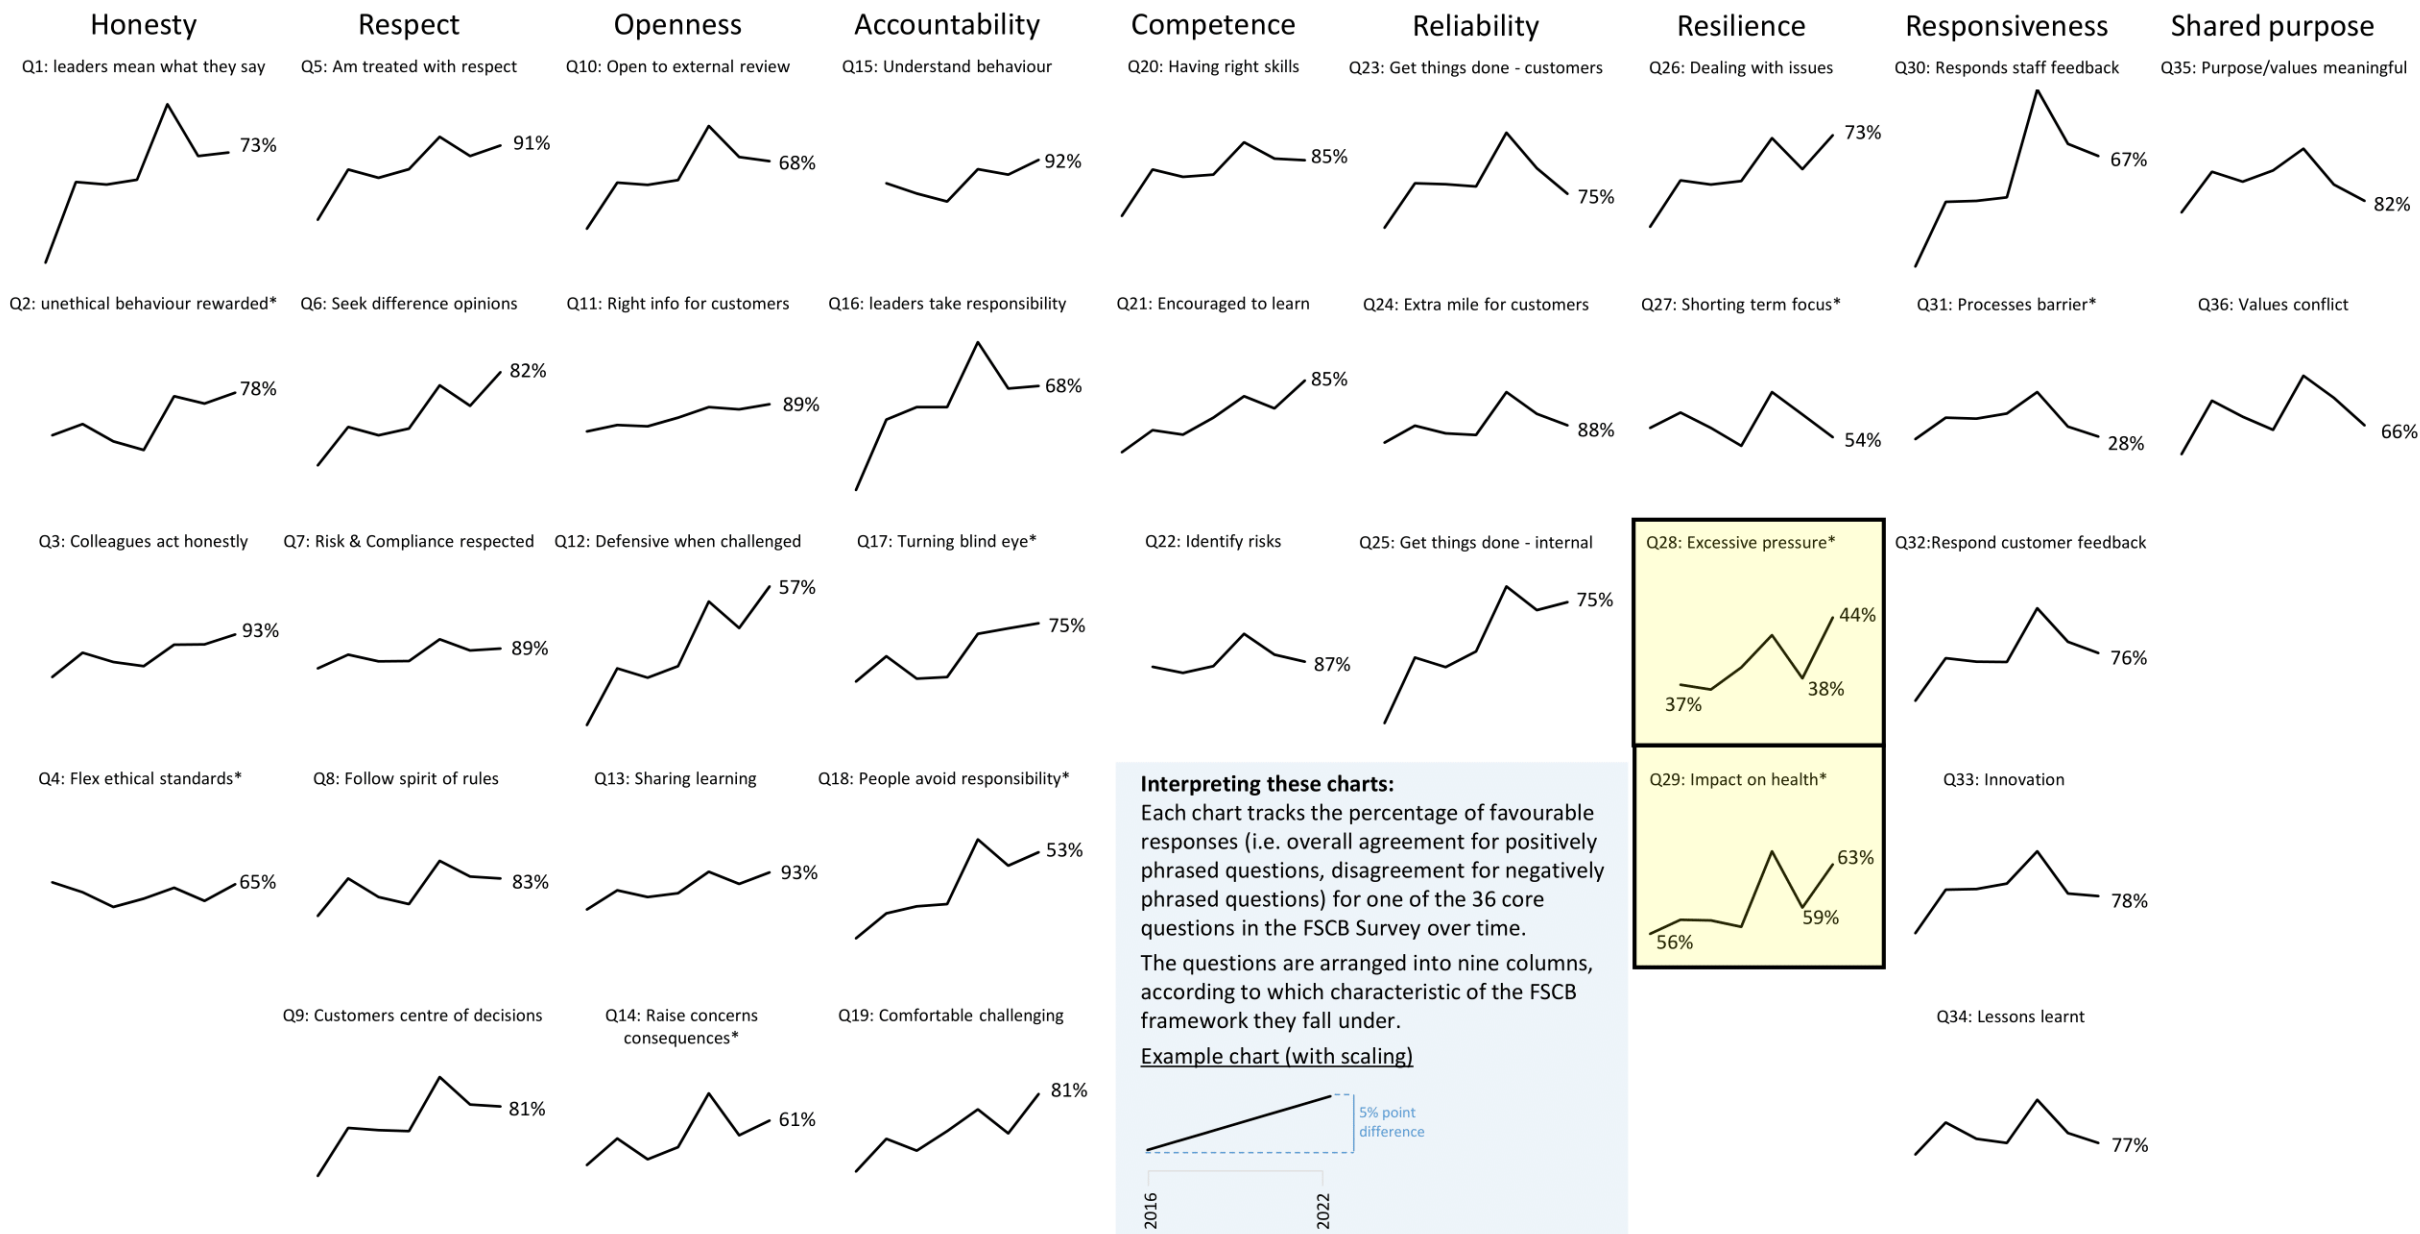 Honesty
Respect
Openness
Accountability
Competence
Reliability
Resilience
Responsiveness
Shared purpose
Q1: leaders mean what they say
Q5: Am treated with respect
Q10: Open to external review
Q15: Understand behaviour
Q20: Having right skills
Q23: Get things done - customers
Q26: Dealing with issues
Q30: Responds staff feedback
Q35: Purpose/values meaningful
73%
91%
68%
92%
85%
75%
73%
67%
82%
Q2: unethical behaviour rewarded*
Q6: Seek difference opinions
Q11: Right info for customers
Q16: leaders take responsibility
Q21: Encouraged to learn
Q24: Extra mile for customers
Q27: Shorting term focus*
Q31: Processes barrier*
Q36: Values conflict
78%
82%
89%
68%
85%
88%
54%
28%
66%
Q3: Colleagues act honestly
Q7: Risk & Compliance respected
Q12: Defensive when challenged
Q17: Turning blind eye*
Q22: Identify risks
Q25: Get things done - internal
Q28: Excessive pressure*
Q32:Respond customer feedback
93%
89%
57%
75%
87%
75%
37%
38%
44%
76%
Q4: Flex ethical standards*
Q8: Follow spirit of rules
Q13: Sharing learning
Q18: People avoid responsibility*
Q29: Impact on health*
Q33: Innovation
65%
83%
93%
53%
56%
59%
63%
78%
Q9: Customers centre of decisions
Q14: Raise concerns
consequences*
Q19: Comfortable challenging
Q34: Lessons learnt
81%
61%
81%
77%
Interpreting these charts:
Each chart tracks the percentage of favourable
responses (i.e. overall agreement for positively
phrased questions, disagreement for negatively
phrased questions) for one of the 36 core
questions in the FSCB Survey over time.
The questions are arranged into nine columns,
according to which characteristic of the FSCB
framework they fall under.
Example chart (with scaling)
5% point
difference
2016
2022